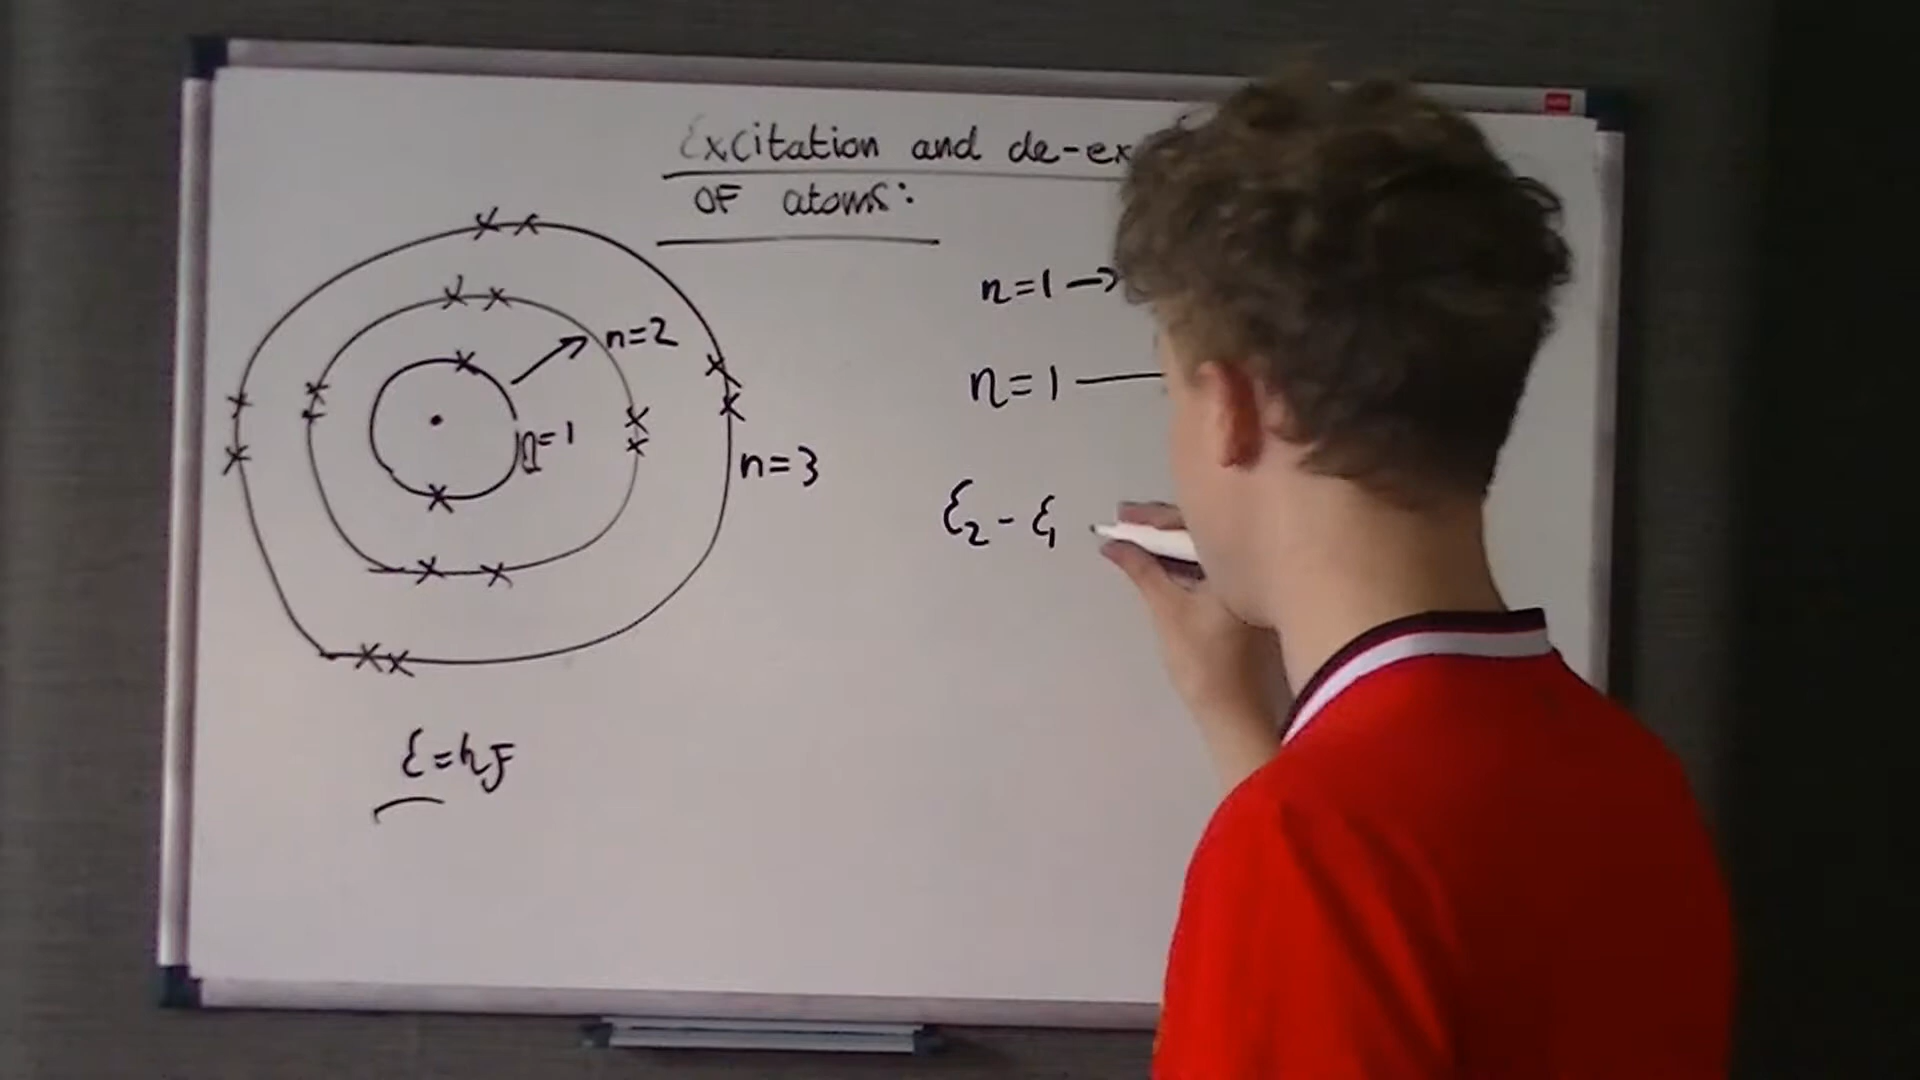 Excitation and de-ex
OF atoms:
n=1 →
n=2
n=1
n=1
n=3
E₂ - E₁
E=hf